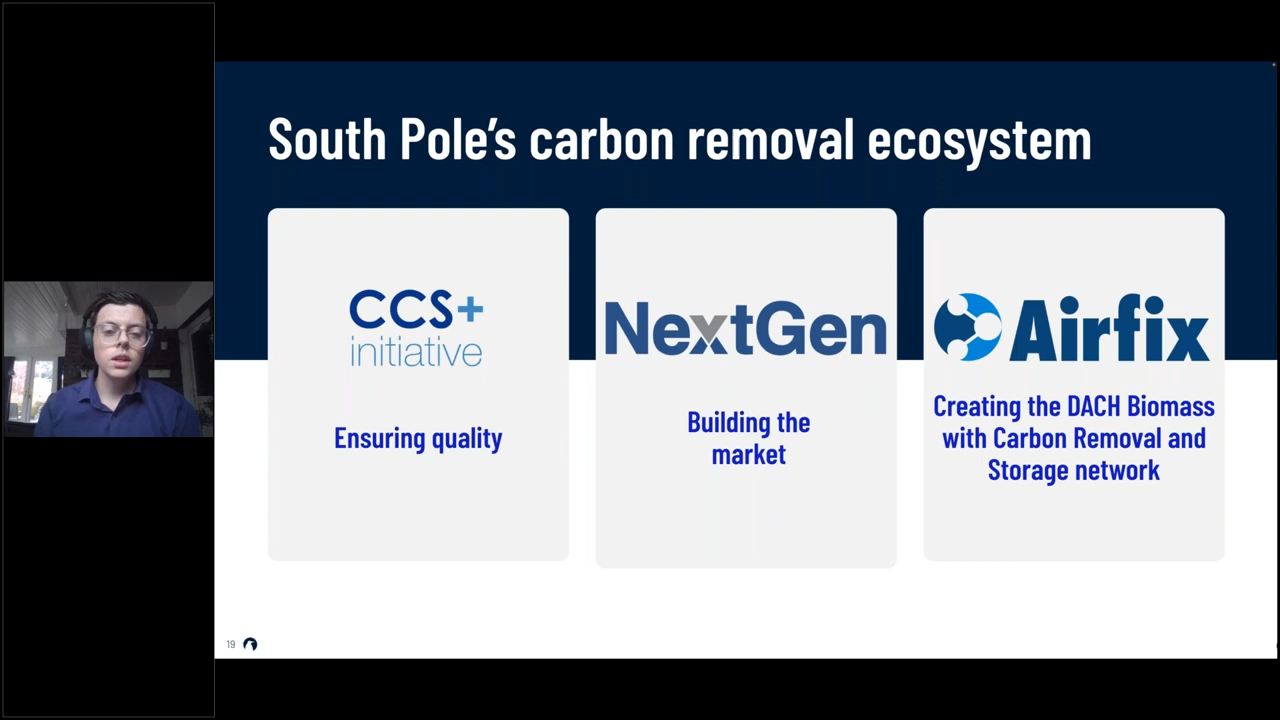 South Pole’s carbon removal ecosystem
CCS+
initiative
Ensuring quality
NextGen
Building the
market
Airfix
Creating the DACH Biomass
with Carbon Removal and
Storage network
19